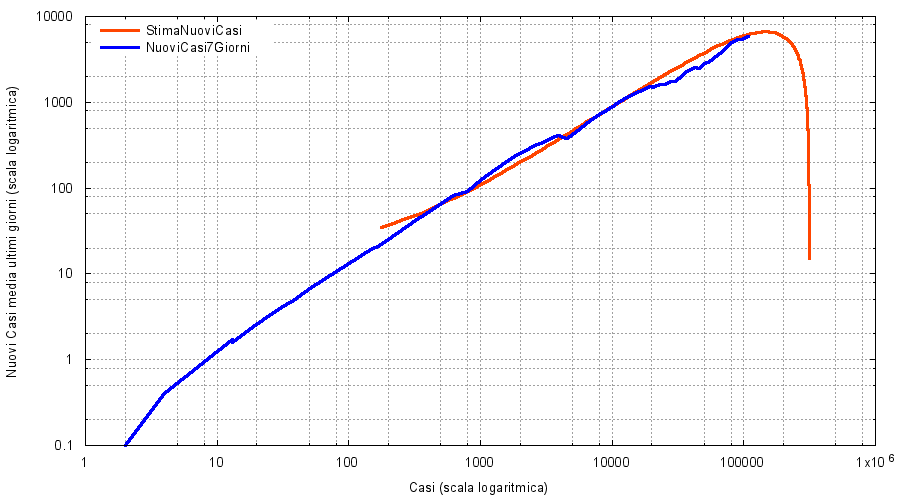 10000
StimaNuoviCasi
NuoviCasi7Giorni
1000
100
10
1
0.1
Nuovi Casi media ultimi giorni (scala logaritmica)
1 10 100 1000 10000 100000 1x10 6
Casi (scala logaritmica)